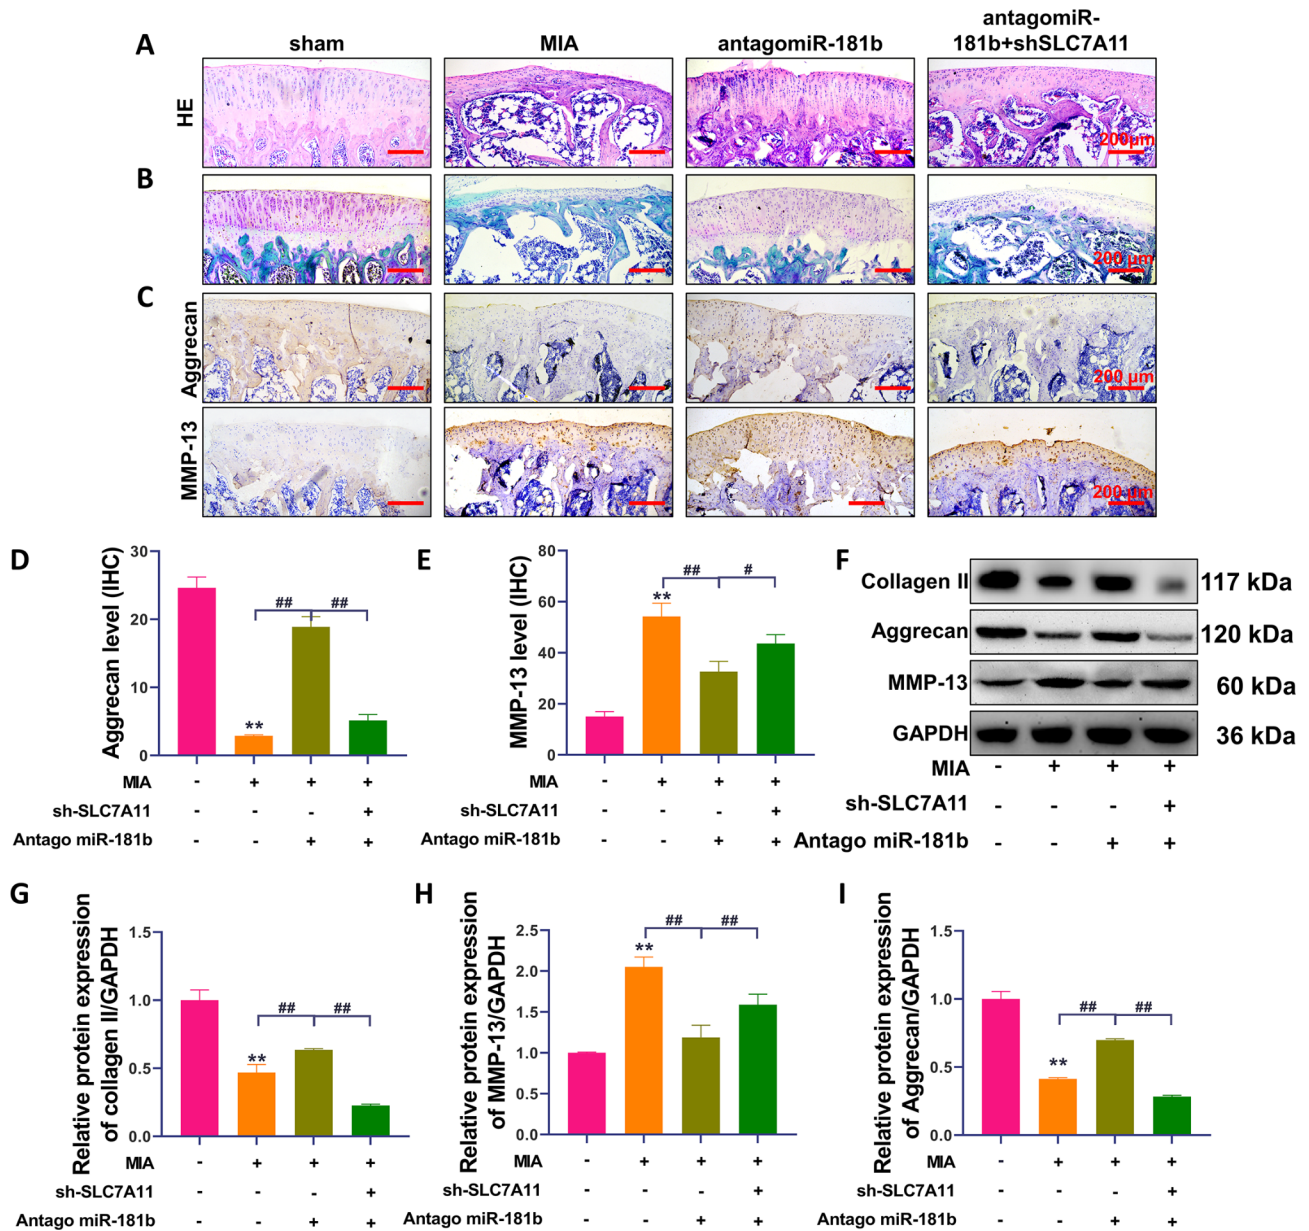 A
sham
MIA
antagomiR-181b
antagomiR-
181b+shSLC7A11
HE
200μm
B
200 μm
C
Aggrecan
200 μm
MMP-13
200 μm
D
Aggrecan level (IHC)
30
20
10
0
**
##
##
MIA
- + + +
sh-SLC7A11
- - - +
Antago miR-181b
- - + +
E
MMP-13 level (IHC)
80
60
40
20
0
**
##
#
MIA
- + + +
sh-SLC7A11
- - - +
Antago miR-181b
- - + +
F
Collagen II
117 kDa
Aggrecan
120 kDa
MMP-13
60 kDa
GAPDH
36 kDa
MIA - + + +
sh-SLC7A11 - - - +
Antago miR-181b - - + +
G
Relative protein expression
of collagen II/GAPDH
1.5
1.0
0.5
0.0
**
##
##
MIA
- + + +
sh-SLC7A11
- - - +
Antago miR-181b
- - + +
H
Relative protein expression
of MMP-13/GAPDH
2.5
2.0
1.5
1.0
0.5
0.0
**
##
##
MIA
- + + +
sh-SLC7A11
- - - +
Antago miR-181b
- - + +
I
Relative protein expression
of Aggrecan/GAPDH
1.5
1.0
0.5
0.0
**
##
##
MIA
- + + +
sh-SLC7A11
- - - +
Antago miR-181b
- - + +